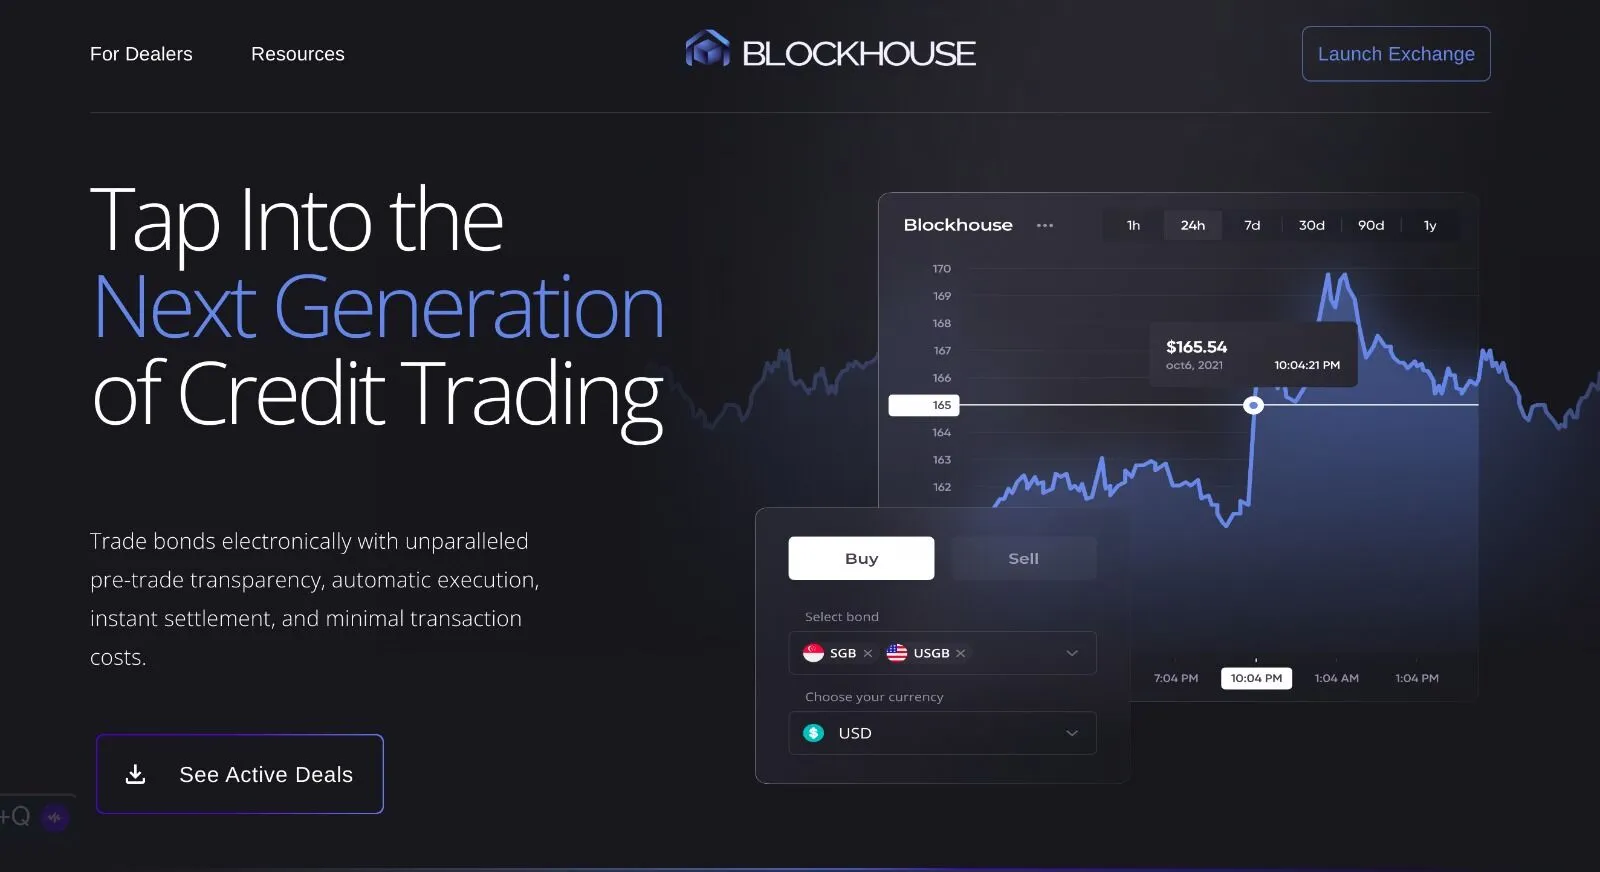 For Dealers
Resources
BLOCKHOUSE
Launch Exchange
Tap Into the
Next Generation
of Credit Trading
Trade bonds electronically with unparalleled
pre-trade transparency, automatic execution,
instant settlement, and minimal transaction
costs.
See Active Deals
+Q
Blockhouse
1h 24h 7d 30d 90d 1y
170
169
168
167
166
165
164
163
162
$165.54
oct6, 2021 10:04:21 PM
7:04 PM 10:04 PM 1:04 AM 1:04 PM
Buy
Sell
Select bond
SGB USGB
Choose your currency
$ USD